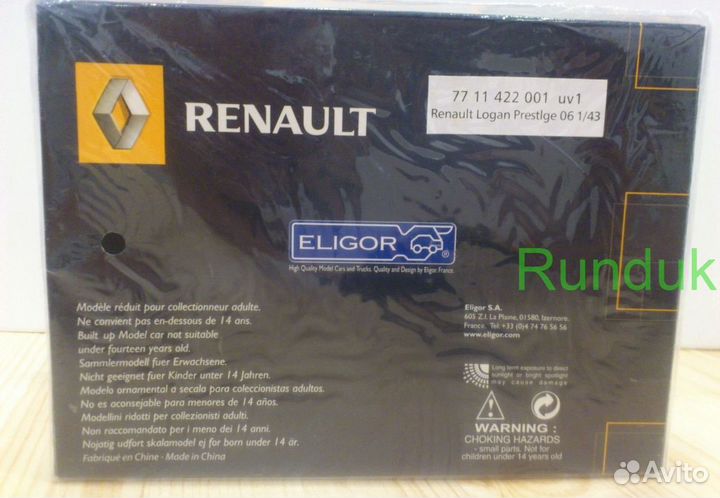 RENAULT
77 11 422 001 uv1
Renault Logan Prestlge 06 1/43
ELIGOR ®
High Quality Model Cars and Trucks. Quality and Design by Eligor. France.
Runduk
Modèle réduit pour collectionneur adulte.
Ne convient pas en-dessous de 14 ans.
Built up Model car not suitable
under fourteen years old.
Sammlermodell fuer Erwachsene.
Nicht geeignet fuer Kinder unter 14 Jahren.
Modelo ornamental a secala para coleccionistas adultos.
No es aconsejable para menores de 14 años.
Modellini ridotti per collezionisti adulti.
Non raccomandato per i meno dei 14 anni.
Nojatig udfort skalamodel ej for born under 14 är.
Fabriqué en Chine - Made in China
Eligor S.A.
605 Z.I. La Plaine, 01580, Izernore.
France. Tel: +33 (0)4 74 76 56 56
www.eligor.com
Long term exposure to direct
sunlight or bright spotlight
may cause damage
WARNING :
CHOKING HAZARDS
- small parts. Not for
children under 14 years old
Avito